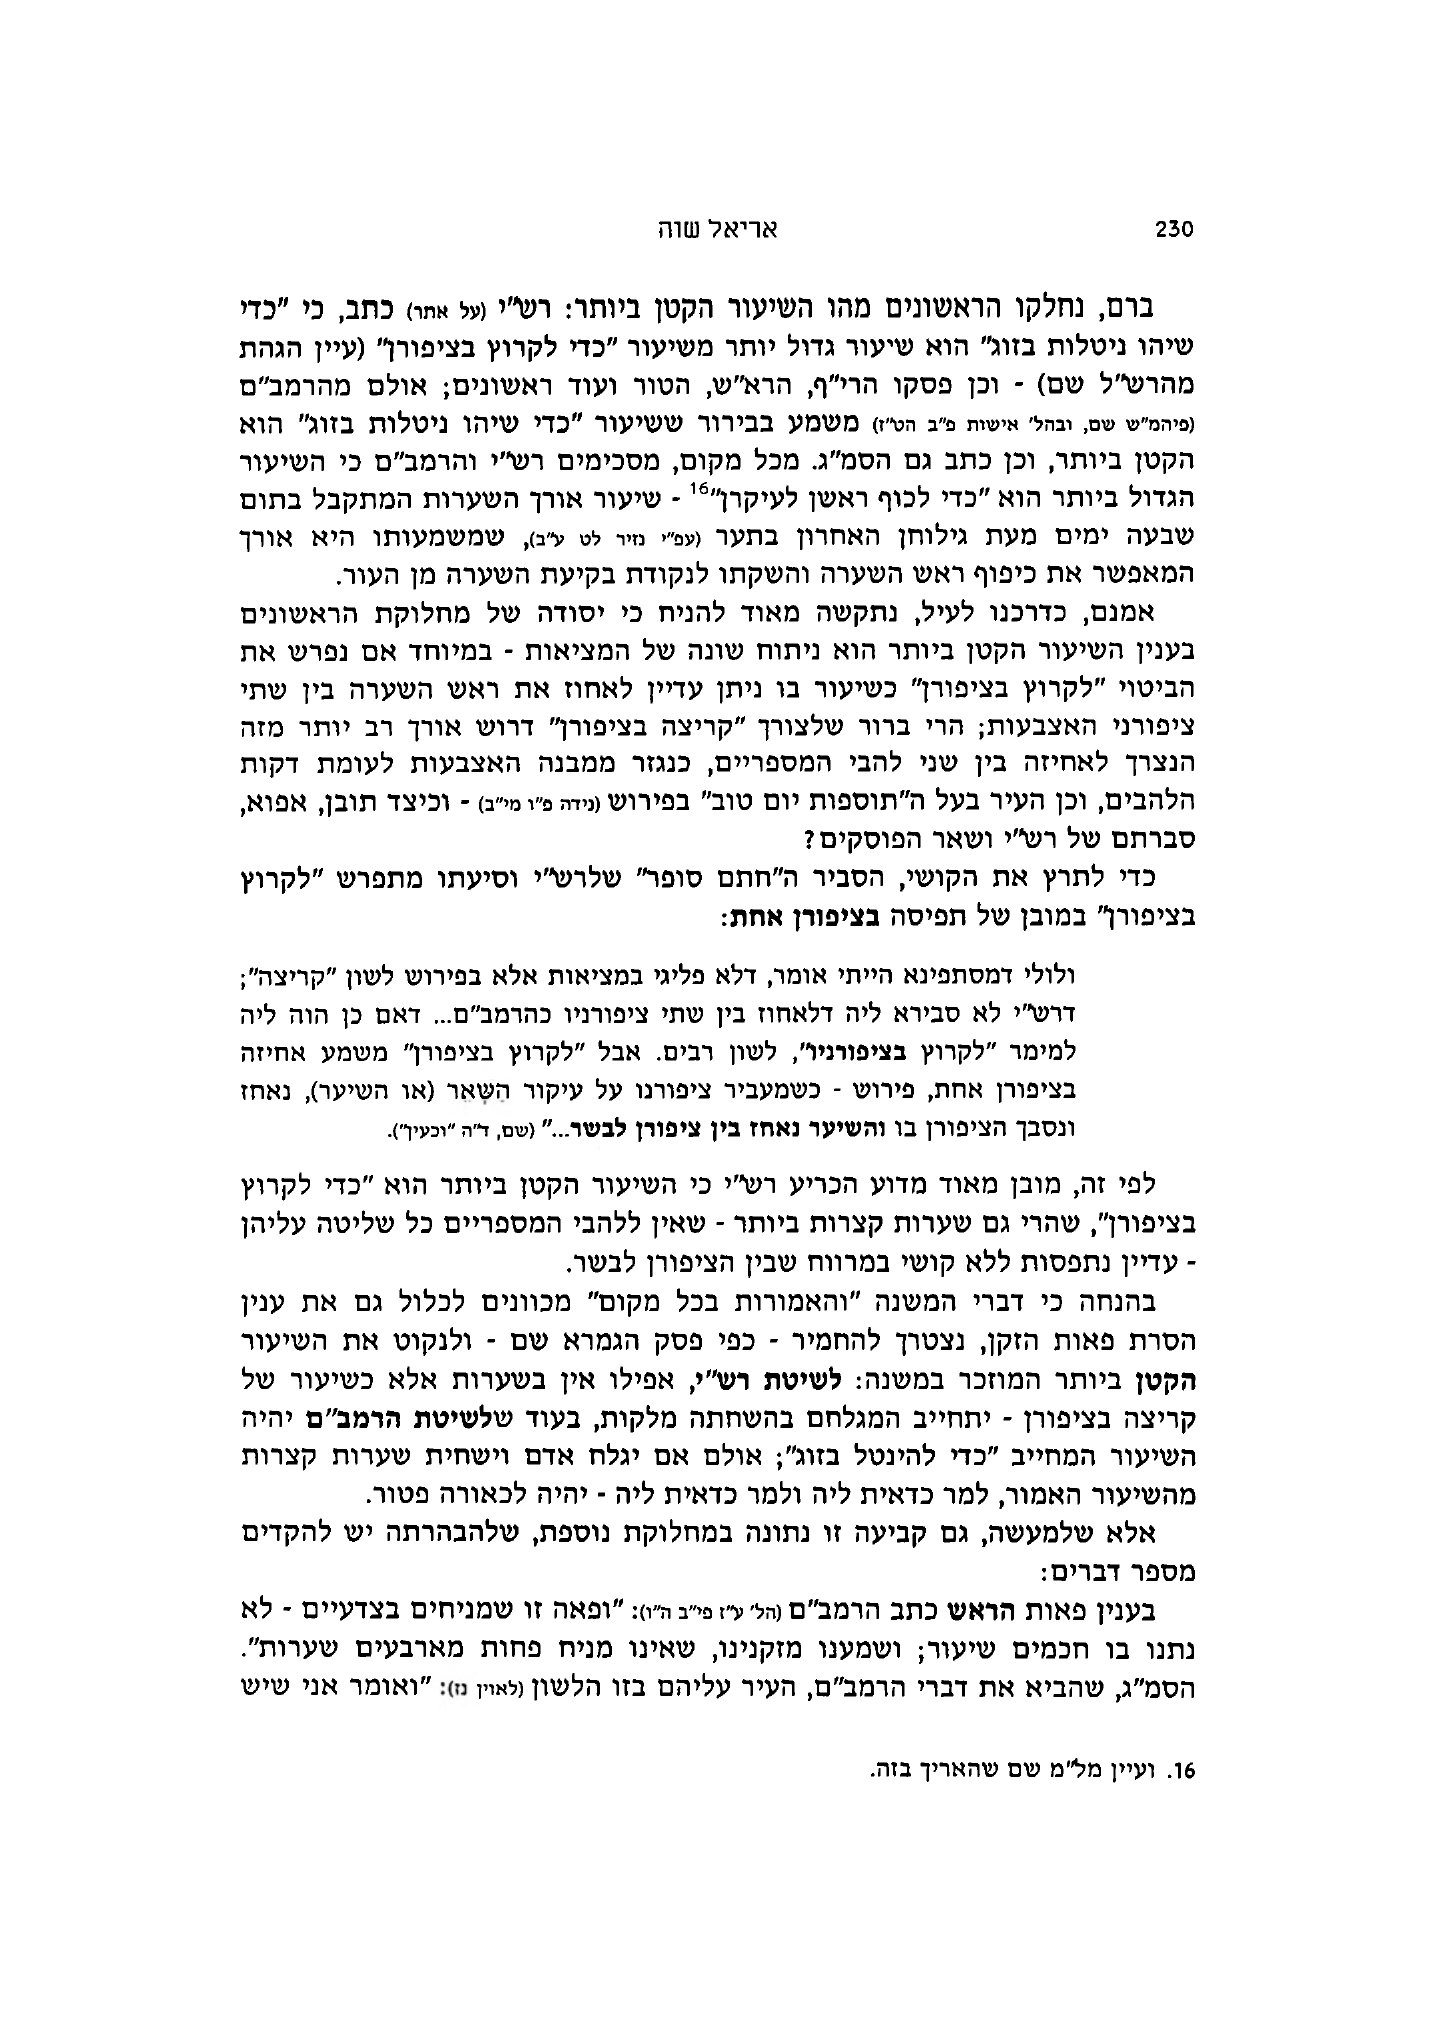 230
אריאל שוה
ברם, נחלקו הראשונים מהו השיעור הקטן ביותר: רש"י (על אתר) כתב, כי "כדי
שיהו ניטלות בזוג" הוא שיעור גדול יותר משיעור "כדי לקרוץ בציפורן" (עיין הגהת
מהרש"ל שם) - וכן פסקו הרי"ף, הרא"ש, הטור ועוד ראשונים; אולם מהרמב"ם
(פיהמ"ש שם, ובהל' אישות פ"ב הט"ז) משמע בבירור ששיעור "כדי שיהו ניטלות בזוג" הוא
הקטן ביותר, וכן כתב גם הסמ"ג. מכל מקום, מסכימים רש"י והרמב"ם כי השיעור
הגדול ביותר הוא "כדי לכוף ראשן לעיקרן"16 - שיעור אורך השערות המתקבל בתום
שבעה ימים מעת גילוחן האחרון בתער (עפ"י נזיר לט ע"ב), שמשמעותו היא אורך
המאפשר את כיפוף ראש השערה והשקתו לנקודת בקיעת השערה מן העור.
אמנם, כדרכנו לעיל, נתקשה מאוד להניח כי יסודה של מחלוקת הראשונים
בענין השיעור הקטן ביותר הוא ניתוח שונה של המציאות - במיוחד אם נפרש את
הביטוי "לקרוץ בציפורן" כשיעור בו ניתן עדיין לאחוז את ראש השערה בין שתי
ציפורני האצבעות; הרי ברור שלצורך "קריצה בציפורן" דרוש אורך רב יותר מזה
הנצרך לאחיזה בין שני להבי המספריים, כנגזר ממבנה האצבעות לעומת דקות
הלהבים, וכן העיר בעל ה"תוספות יום טוב" בפירוש (נידה פ"ו מי"ב) - וכיצד תובן, אפוא,
סברתם של רש"י ושאר הפוסקים?
כדי לתרץ את הקושי, הסביר ה"חתם סופר" שלרש"י וסיעתו מתפרש "לקרוץ
בציפורן" במובן של תפיסה בציפורן אחת:
ולולי דמסתפינא הייתי אומר, דלא פליגי במציאות אלא בפירוש לשון "קריצה";
דרש"י לא סבירא ליה דלאחוז בין שתי ציפורניו כהרמב"ם... דאם כן הוה ליה
למימר "לקרוץ בציפורניו", לשון רבים. אבל "לקרוץ בציפורן" משמע אחיזה
בציפורן אחת, פירוש - כשמעביר ציפורנו על עיקור השֵּׂאֵר (או השיער), נאחז
ונסבך הציפורן בו והשיער נאחז בין ציפורן לבשר..." (שם, ד"ה "וכעין").
לפי זה, מובן מאוד מדוע הכריע רש"י כי השיעור הקטן ביותר הוא "כדי לקרוץ
בציפורן", שהרי גם שערות קצרות ביותר - שאין ללהבי המספריים כל שליטה עליהן
- עדיין נתפסות ללא קושי במרווח שבין הציפורן לבשר.
בהנחה כי דברי המשנה "והאמורות בכל מקום" מכוונים לכלול גם את ענין
הסרת פאות הזקן, נצטרך להחמיר - כפי פסק הגמרא שם - ולנקוט את השיעור
הקטן ביותר המוזכר במשנה: לשיטת רש"י, אפילו אין בשערות אלא כשיעור של
קריצה בציפורן - יתחייב המגלחם בהשחתה מלקות, בעוד שלשיטת הרמב"ם יהיה
השיעור המחייב "כדי להינטל בזוג"; אולם אם יגלח אדם וישחית שערות קצרות
מהשיעור האמור, למר כדאית ליה ולמר כדאית ליה - יהיה לכאורה פטור.
אלא שלמעשה, גם קביעה זו נתונה במחלוקת נוספת, שלהבהרתה יש להקדים
מספר דברים:
בענין פאות הראש כתב הרמב"ם (הל' ע"ז פי"ב ה"ו): "ופאה זו שמניחים בצדעיים - לא
נתנו בו חכמים שיעור; ושמענו מזקנינו, שאינו מניח פחות מארבעים שערות".
הסמ"ג, שהביא את דברי הרמב"ם, העיר עליהם בזו הלשון (לאוין נז): "ואומר אני שיש
16. ועיין מל"מ שם שהאריך בזה.